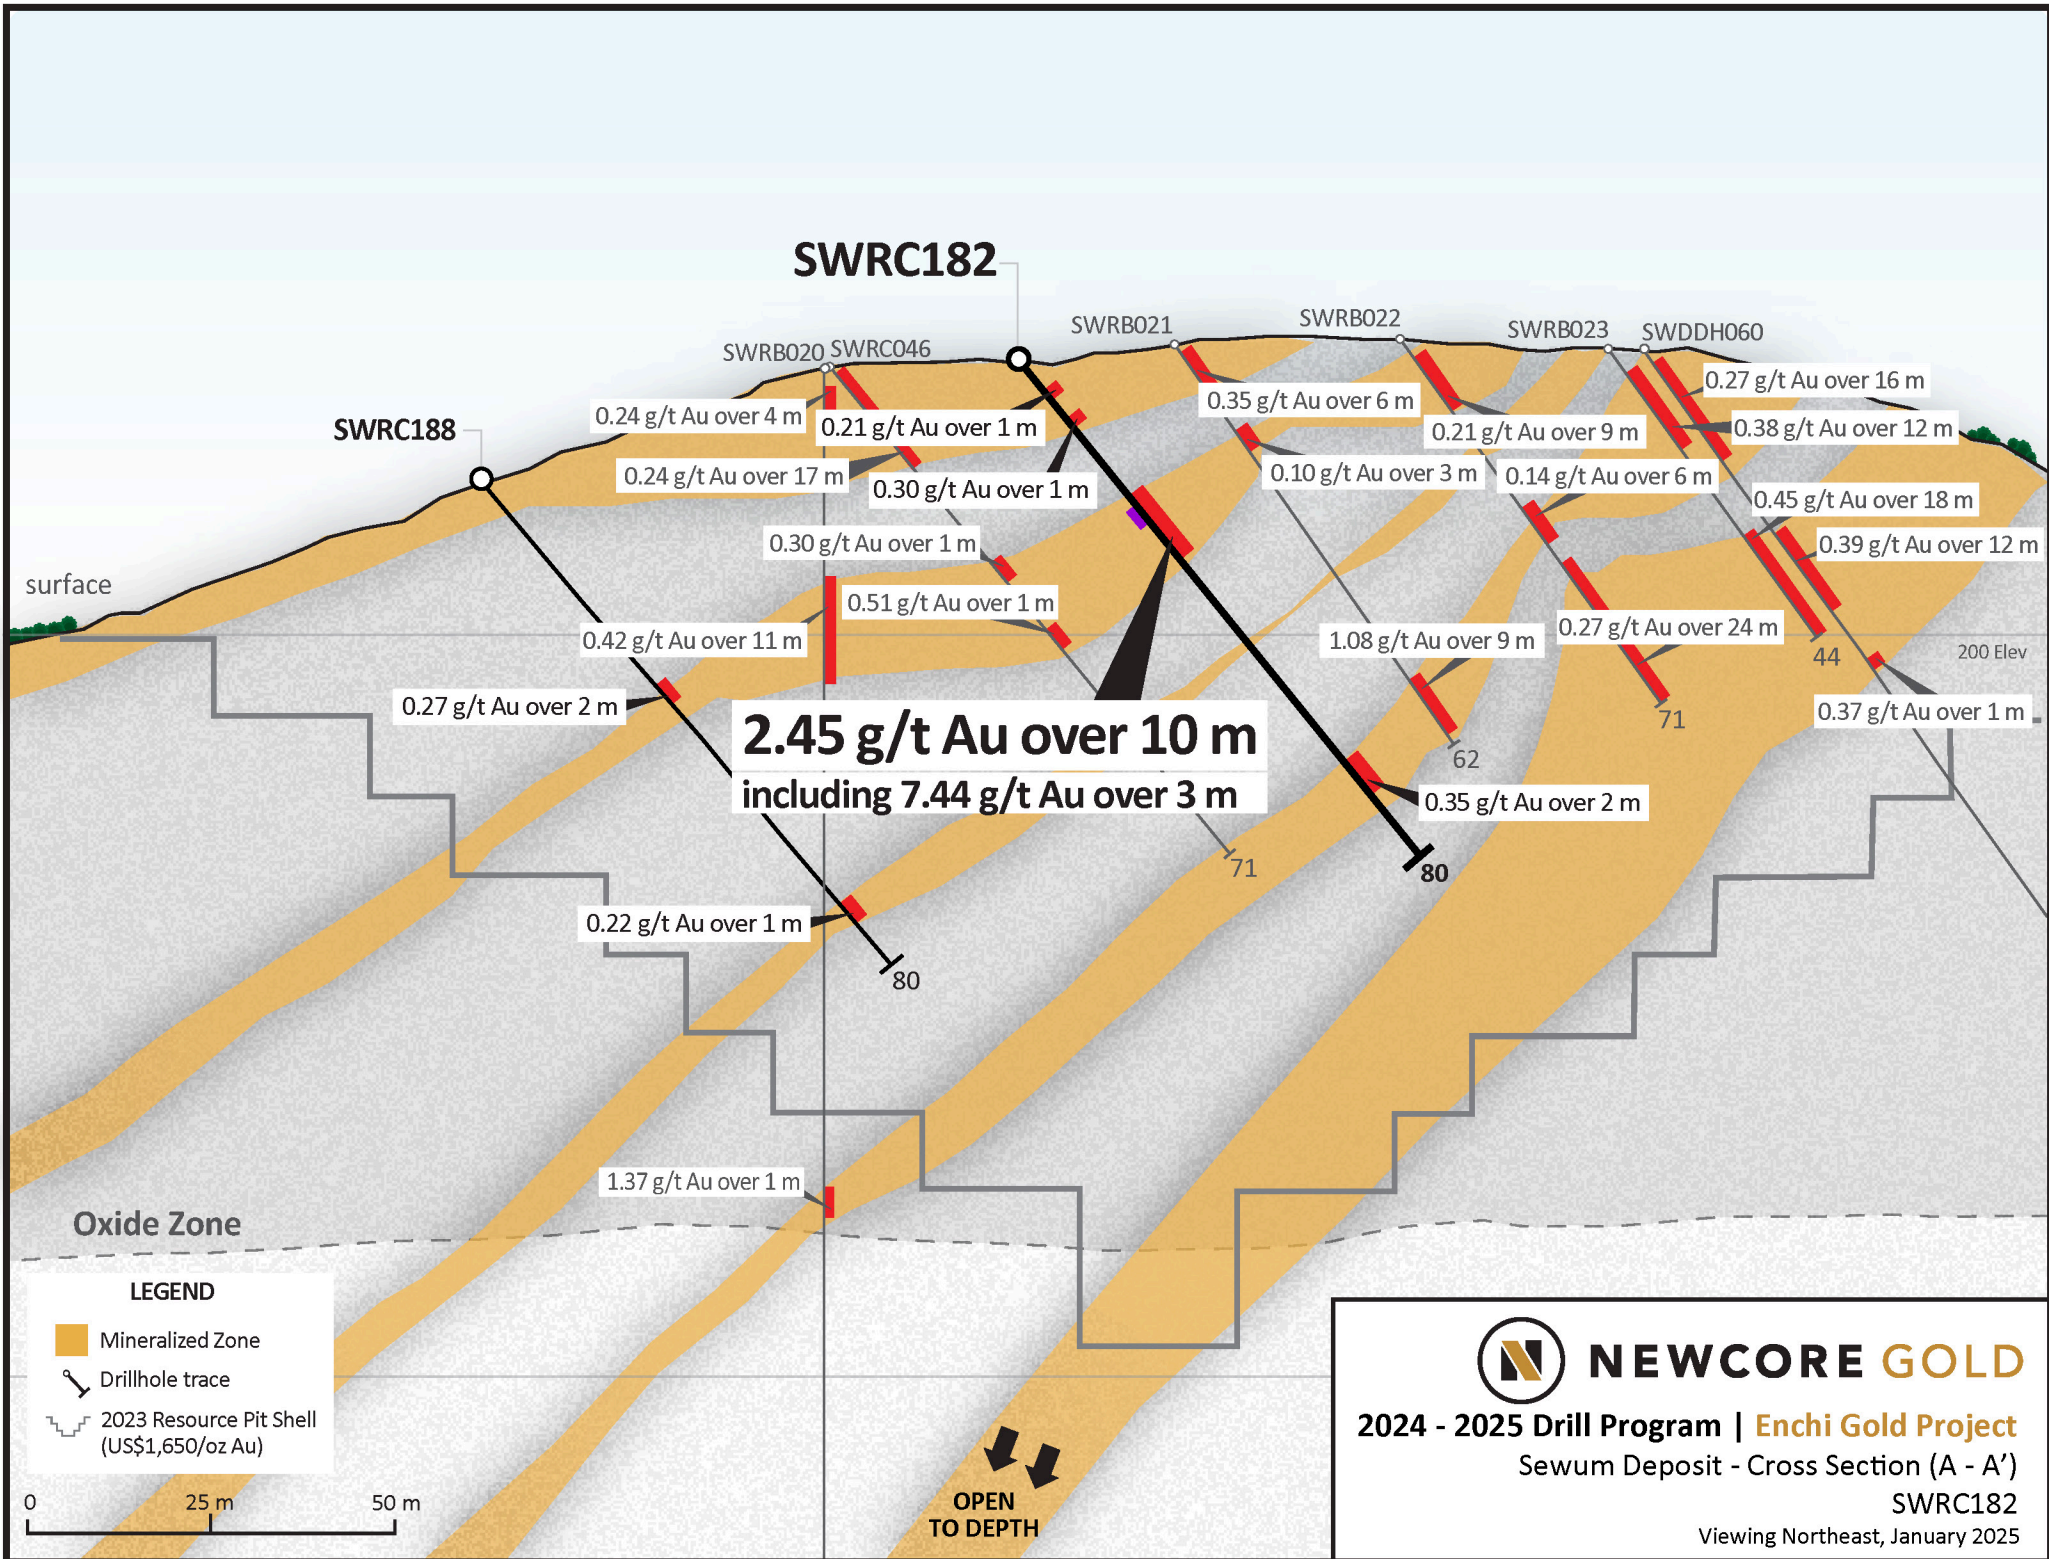 SWRC182
SWRB021
SWRB022
SWRB023
SWDDH060
SWRB020
SWRC046
SWRC188
0.27 g/t Au over 16 m
0.24 g/t Au over 4 m
0.21 g/t Au over 1 m
0.35 g/t Au over 6 m
0.21 g/t Au over 9 m
0.38 g/t Au over 12 m
0.24 g/t Au over 17 m
0.30 g/t Au over 1 m
0.10 g/t Au over 3 m
0.14 g/t Au over 6 m
0.45 g/t Au over 18 m
0.30 g/t Au over 1 m
0.39 g/t Au over 12 m
surface
0.51 g/t Au over 1 m
0.42 g/t Au over 11 m
1.08 g/t Au over 9 m
0.27 g/t Au over 24 m
44
200 Elev
0.27 g/t Au over 2 m
0.37 g/t Au over 1 m
71
2.45 g/t Au over 10 m
including 7.44 g/t Au over 3 m
62
0.35 g/t Au over 2 m
71
80
0.22 g/t Au over 1 m
80
1.37 g/t Au over 1 m
Oxide Zone
LEGEND
Mineralized Zone
Drillhole trace
2023 Resource Pit Shell
(US$1,650/oz Au)
0 25 m 50 m
OPEN
TO DEPTH
N NEWCORE GOLD
2024 - 2025 Drill Program | Enchi Gold Project
Sewum Deposit - Cross Section (A - A’)
SWRC182
Viewing Northeast, January 2025